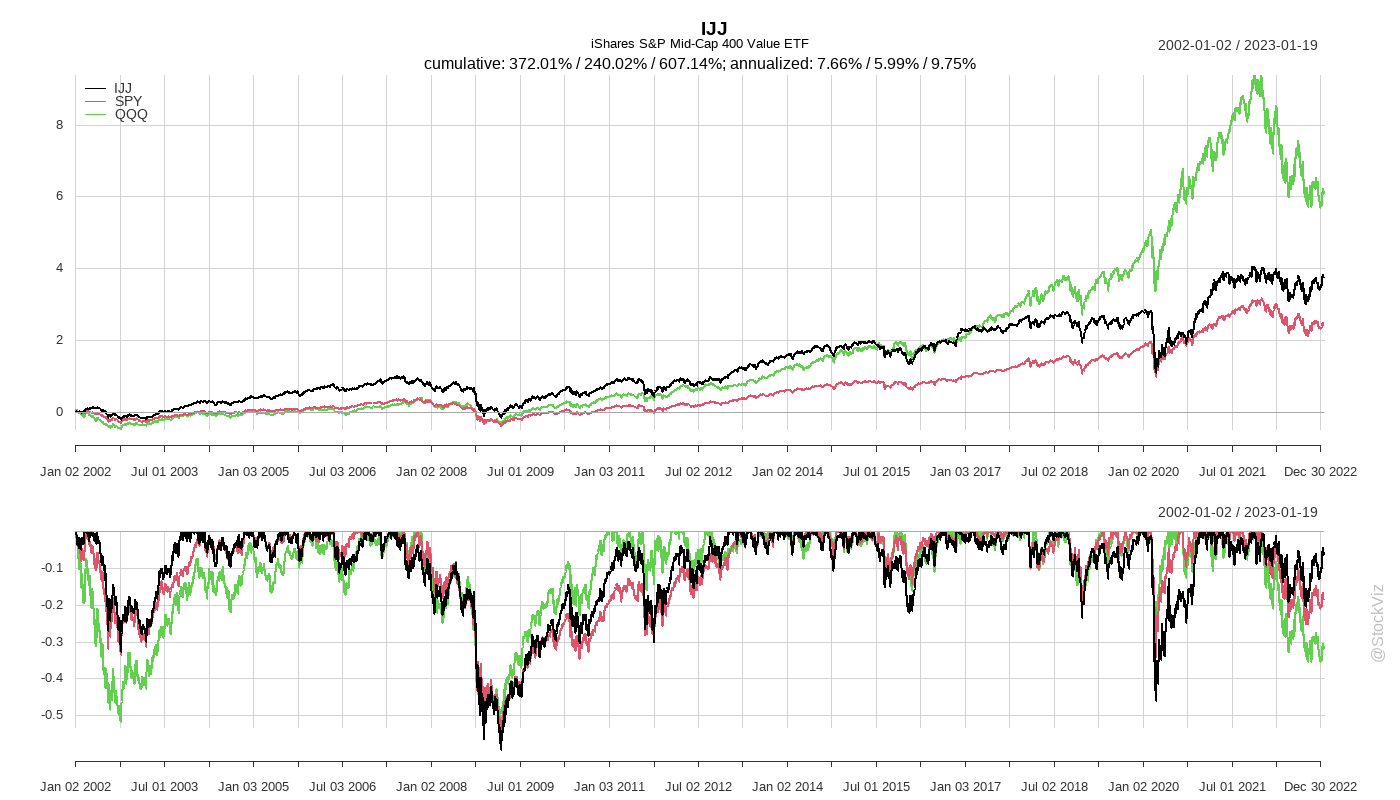 IJJ
iShares S&P Mid-Cap 400 Value ETF
2002-01-02 / 2023-01-19
cumulative: 372.01% / 240.02% / 607.14%; annualized: 7.66% / 5.99% / 9.75%
IJJ
SPY
QQQ
8
6
4
2
0
Jan 02 2002 Jul 01 2003 Jan 03 2005 Jul 03 2006 Jan 02 2008 Jul 01 2009 Jan 03 2011 Jul 02 2012 Jan 02 2014 Jul 01 2015 Jan 03 2017 Jul 02 2018 Jan 02 2020 Jul 01 2021 Dec 30 2022
2002-01-02 / 2023-01-19
-0.1
-0.2
-0.3
-0.4
-0.5
Jan 02 2002 Jul 01 2003 Jan 03 2005 Jul 03 2006 Jan 02 2008 Jul 01 2009 Jan 03 2011 Jul 02 2012 Jan 02 2014 Jul 01 2015 Jan 03 2017 Jul 02 2018 Jan 02 2020 Jul 01 2021 Dec 30 2022
@StockViz